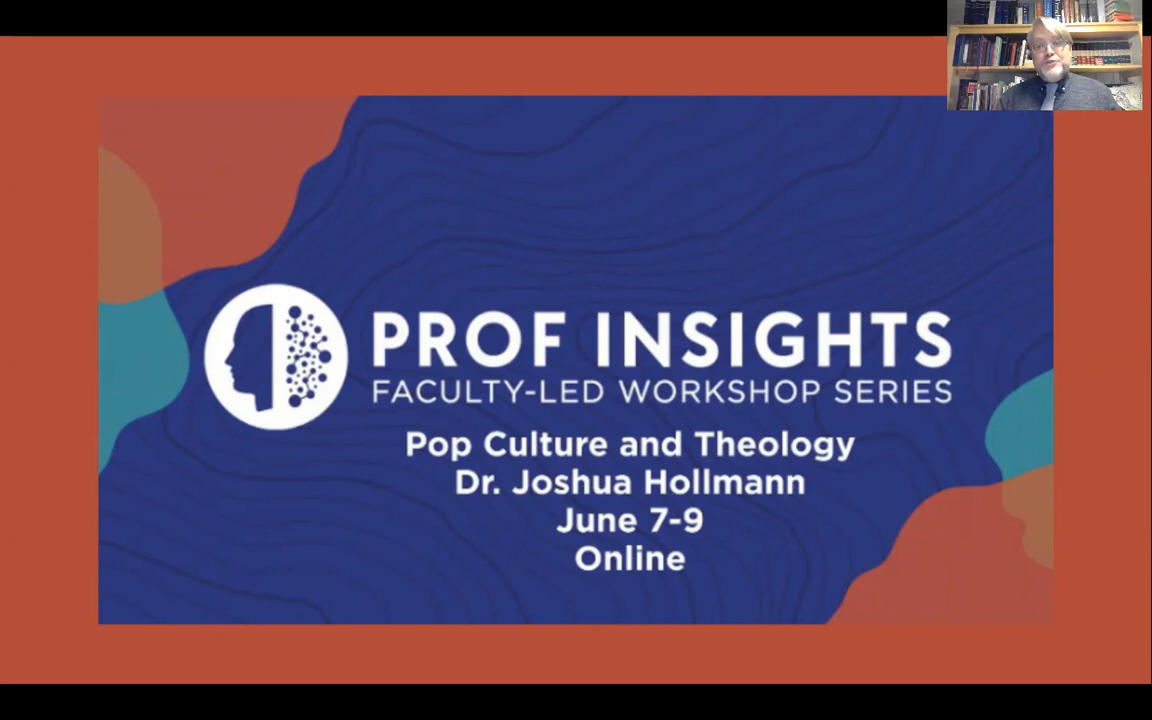 PROF INSIGHTS
FACULTY-LED WORKSHOP SERIES
Pop Culture and Theology
Dr. Joshua Hollmann
June 7-9
Online